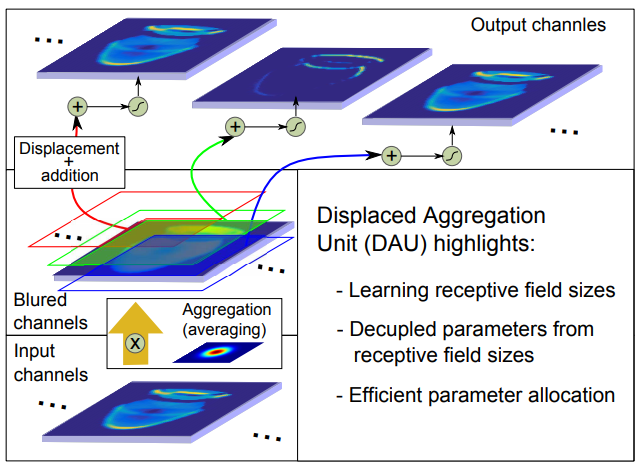 Output channles
Displacement
+
addition
Blured
channels
Aggregation
(averaging)
X
Input
channels
Displaced Aggregation
Unit (DAU) highlights:
- Learning receptive field sizes
- Decupled parameters from
receptive field sizes
- Efficient parameter allocation